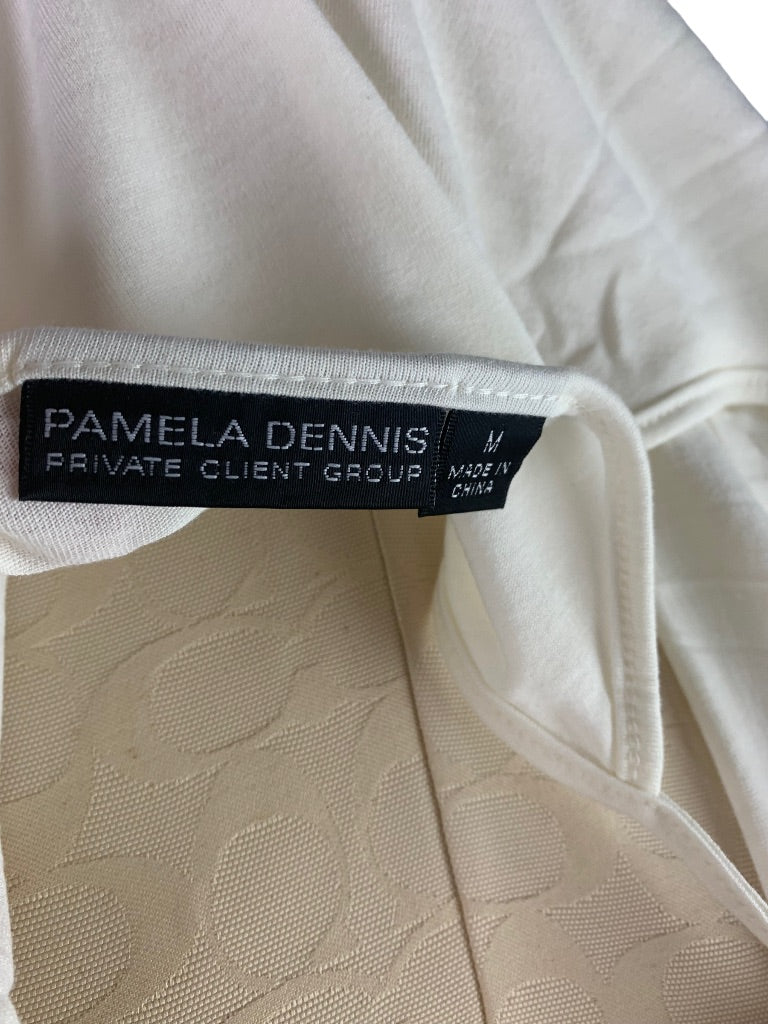 PAMELA DENNIS
PRIVATE CLIENT GROUP
M
MADE IN
CHINA